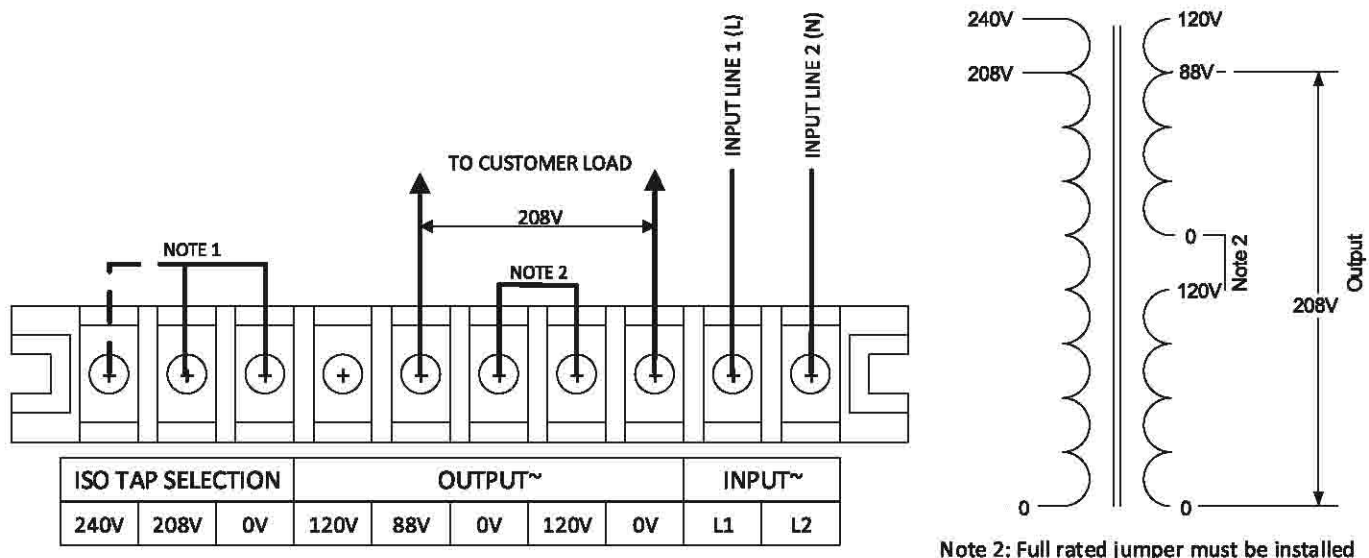 INPUT LINE 1 (L)
INPUT LINE 2 (N)
TO CUSTOMER LOAD
208V
NOTE 1
NOTE 2
ISO TAP SELECTION OUTPUT~ INPUT~
240V 208V 0V 120V 88V 0V 120V 0V L1 L2
240V
208V
0
120V
88V
0
Note 2
120V
0
208V
Output
Note 2: Full rated jumper must be installed